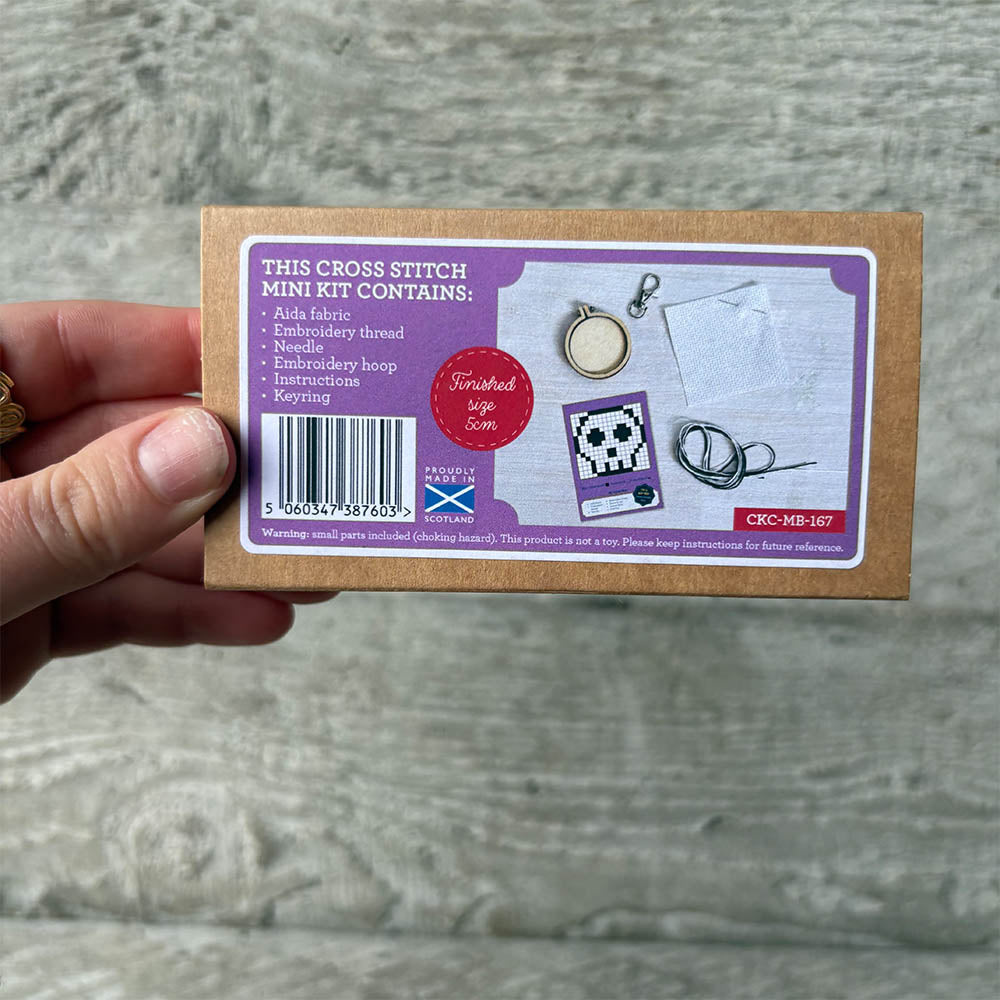 THIS CROSS STITCH
MINI KIT CONTAINS:
• Aida fabric
• Embroidery thread
• Needle
• Embroidery hoop
• Instructions
• Keyring
Finished
size
5cm
5 060347 387603 >
PROUDLY
MADE IN
SCOTLAND
CKC-MB-167
Warning: small parts included (choking hazard). This product is not a toy. Please keep instructions for future reference.